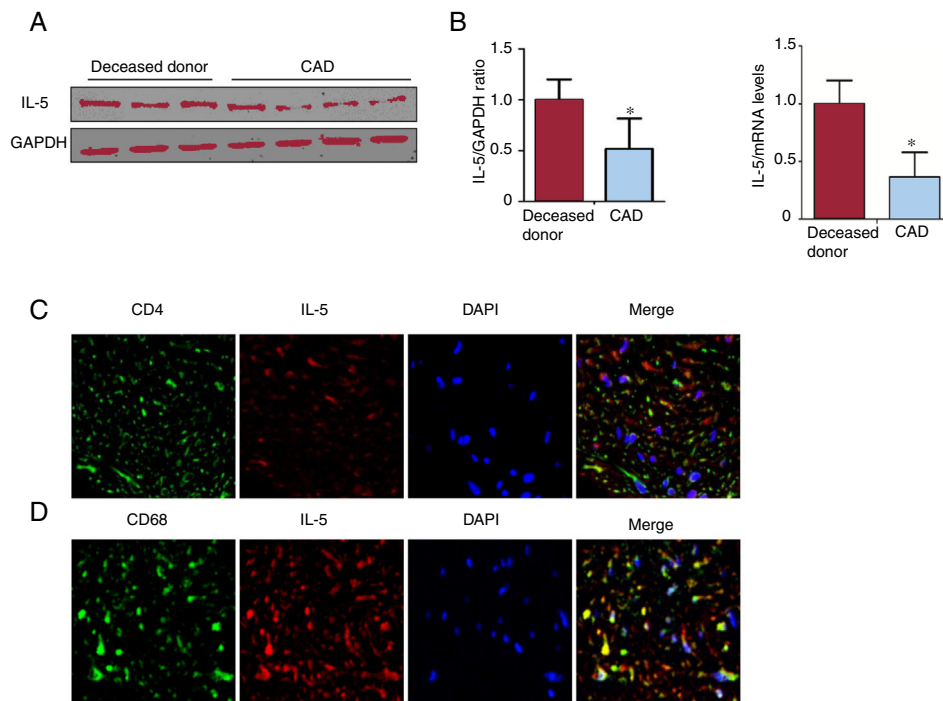 A
Deceased donor CAD
IL-5
GAPDH
B
IL-5/GAPDH ratio
1.5
1.0
0.5
0
*
Deceased
donor
CAD
IL-5/mRNA levels
1.5
1.0
0.5
0
*
Deceased
donor
CAD
C
CD4 IL-5 DAPI Merge
D
CD68 IL-5 DAPI Merge